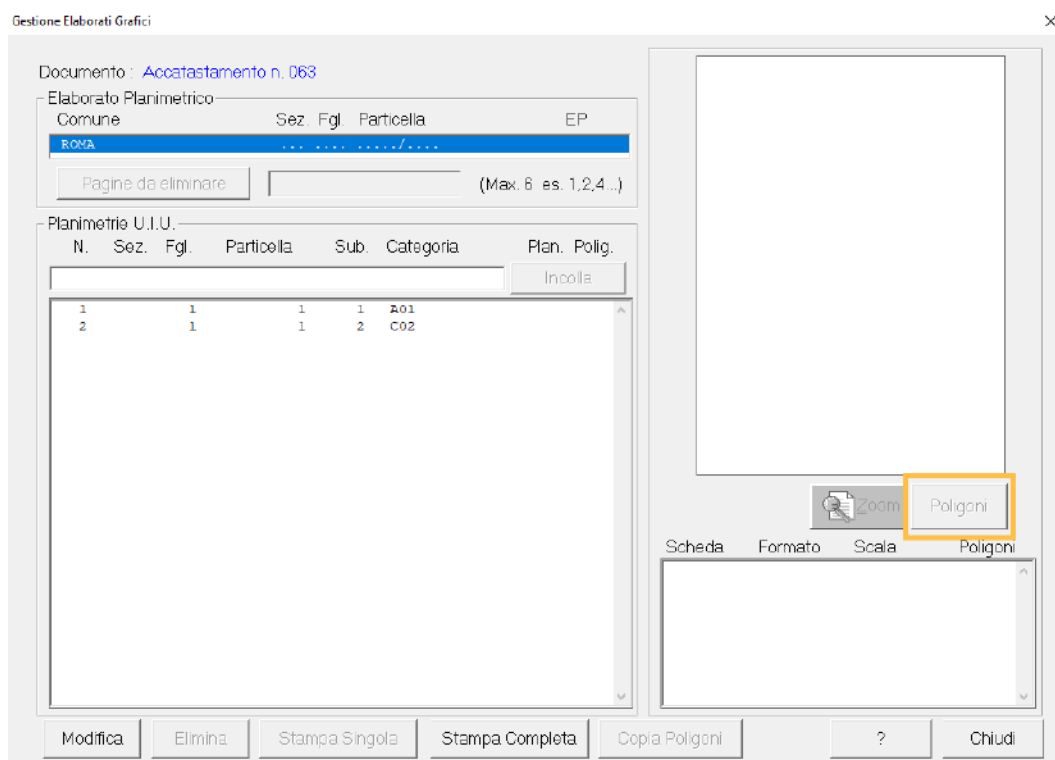 Gestione Elaborati Grafici
Documento : Accatastamento n. 063
Elaborato Planimetrico
Comune Sez. Fgl. Particella EP
ROMA ... .... ...../....
Pagine da eliminare (Max. 6 es. 1,2,4...)
Planimetrie U.I.U.
N. Sez. Fgl. Particella Sub. Categoria Plan. Polig.
Incolla
1 1 1 1 A01
2 1 1 2 C02
Zoom Poligoni
Scheda Formato Scala Poligoni
Modifica Elimina Stampa Singola Stampa Completa Copia Poligoni ? Chiudi